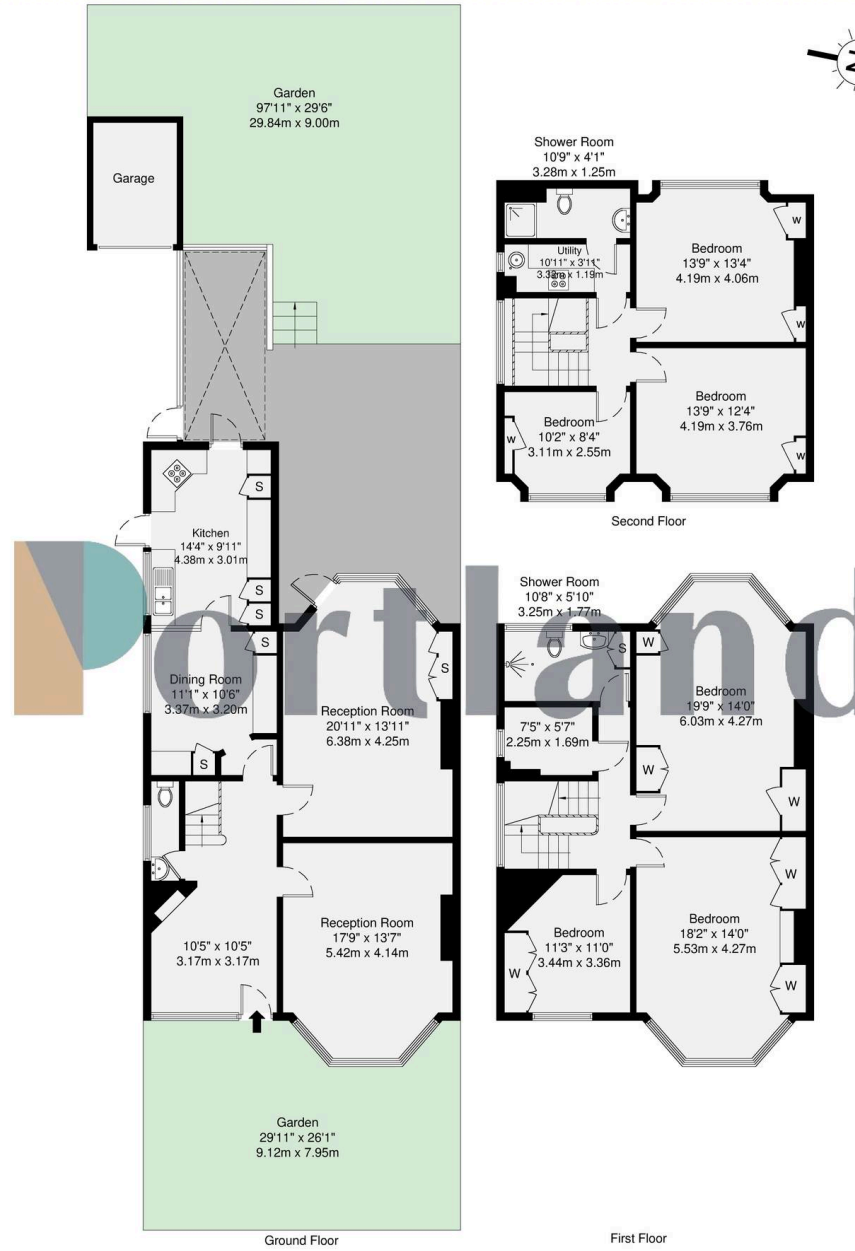 Garden
97'11" x 29'6"
29.84m x 9.00m
Garage
N
Shower Room
10'9" x 4'1"
3.28m x 1.25m
Utility
10'11" x 3'11"
3.32m x 1.19m
Bedroom
13'9" x 13'4"
4.19m x 4.06m
W
W
Bedroom
10'2" x 8'4"
3.11m x 2.55m
W
Bedroom
13'9" x 12'4"
4.19m x 3.76m
W
Second Floor
Kitchen
14'4" x 9'11"
4.38m x 3.01m
S
S
S
Portland
Dining Room
11'1" x 10'6"
3.37m x 3.20m
S
S
Reception Room
20'11" x 13'11"
6.38m x 4.25m
S
10'5" x 10'5"
3.17m x 3.17m
Reception Room
17'9" x 13'7"
5.42m x 4.14m
Garden
29'11" x 26'1"
9.12m x 7.95m
Ground Floor
Shower Room
10'8" x 5'10"
3.25m x 1.77m
S
7'5" x 5'7"
2.25m x 1.69m
W
Bedroom
19'9" x 14'0"
6.03m x 4.27m
W
W
Bedroom
11'3" x 11'0"
3.44m x 3.36m
W
Bedroom
18'2" x 14'0"
5.53m x 4.27m
W
W
First Floor